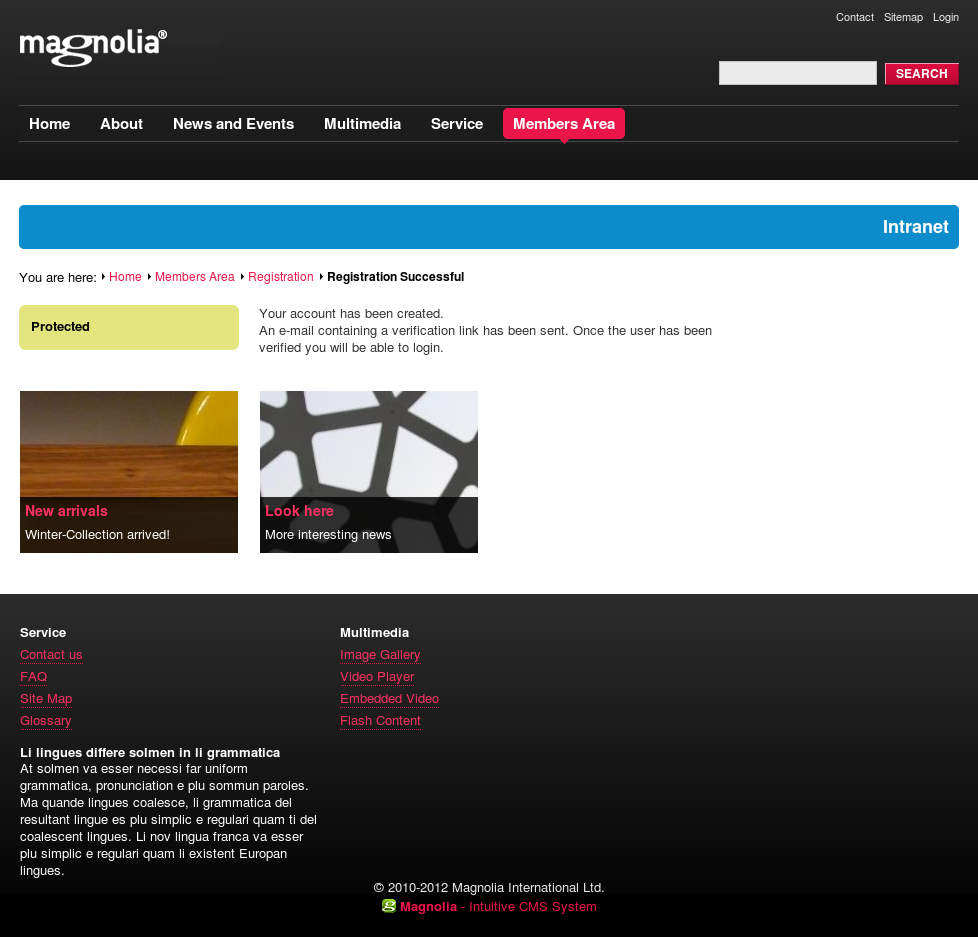 Contact Sitemap Login
magnolia®
SEARCH
Home About News and Events Multimedia Service Members Area
Intranet
You are here: Home Members Area Registration Registration Successful
Protected
Your account has been created.
An e-mail containing a verification link has been sent. Once the user has been
verified you will be able to login.
New arrivals
Winter-Collection arrived!
Look here
More interesting news
Service
Contact us
FAQ
Site Map
Glossary
Multimedia
Image Gallery
Video Player
Embedded Video
Flash Content
Li lingues differe solmen in li grammatica
At solmen va esser necessi far uniform
grammatica, pronunciation e plu sommun paroles.
Ma quande lingues coalesce, li grammatica del
resultant lingue es plu simplic e regulari quam ti del
coalescent lingues. Li nov lingua franca va esser
plu simplic e regulari quam li existent Europan
lingues.
© 2010-2012 Magnolia International Ltd.
Magnolia - Intuitive CMS System